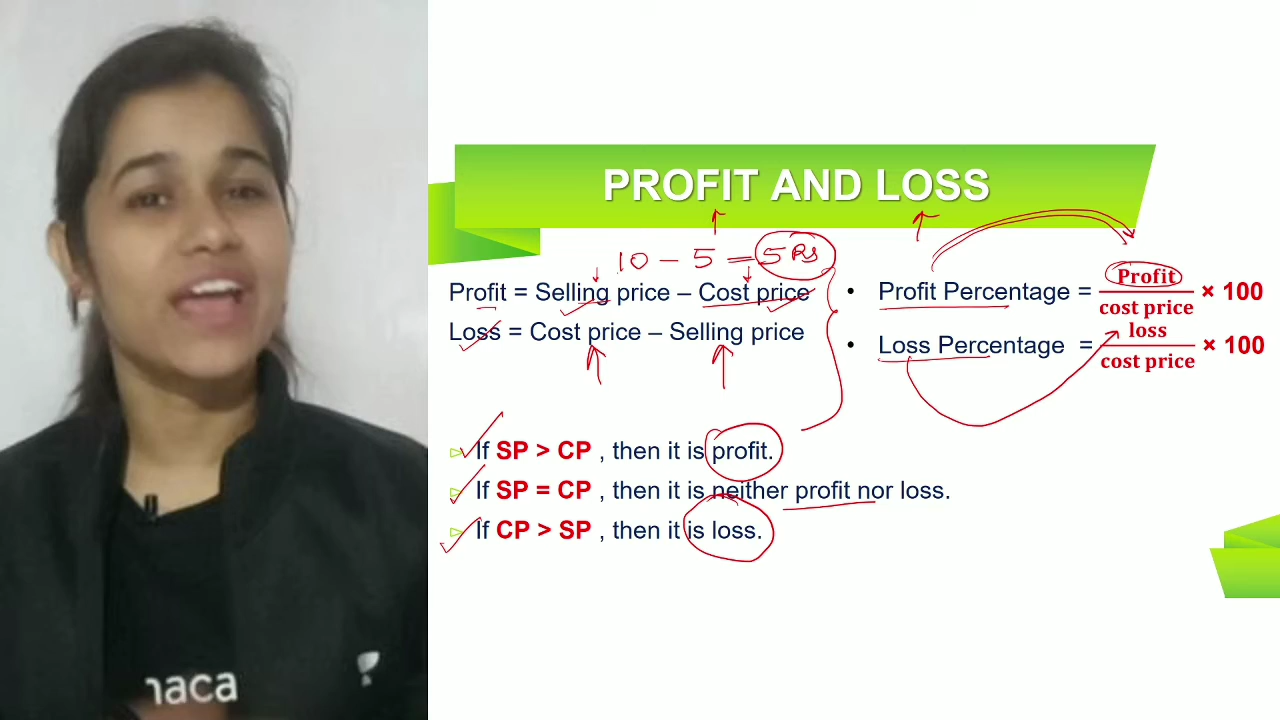 PROFIT AND LOSS
10 - 5 = 5 Rs
Profit = Selling price – Cost price
Loss = Cost price – Selling price
• Profit Percentage = Profit / cost price × 100
• Loss Percentage = loss / cost price × 100
If SP > CP , then it is profit.
If SP = CP , then it is neither profit nor loss.
If CP > SP , then it is loss.
naca